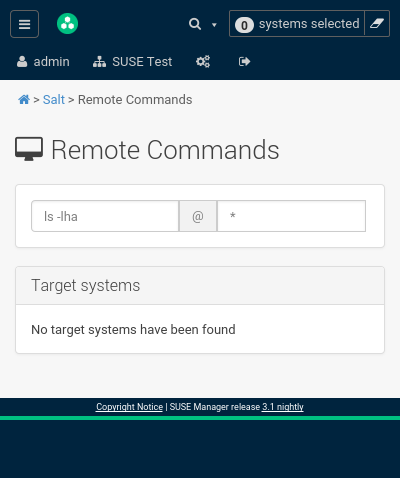 0 systems selected
admin SUSE Test
> Salt > Remote Commands
Remote Commands
ls -lha @ *
Target systems
No target systems have been found
Copyright Notice | SUSE Manager release 3.1 nightly